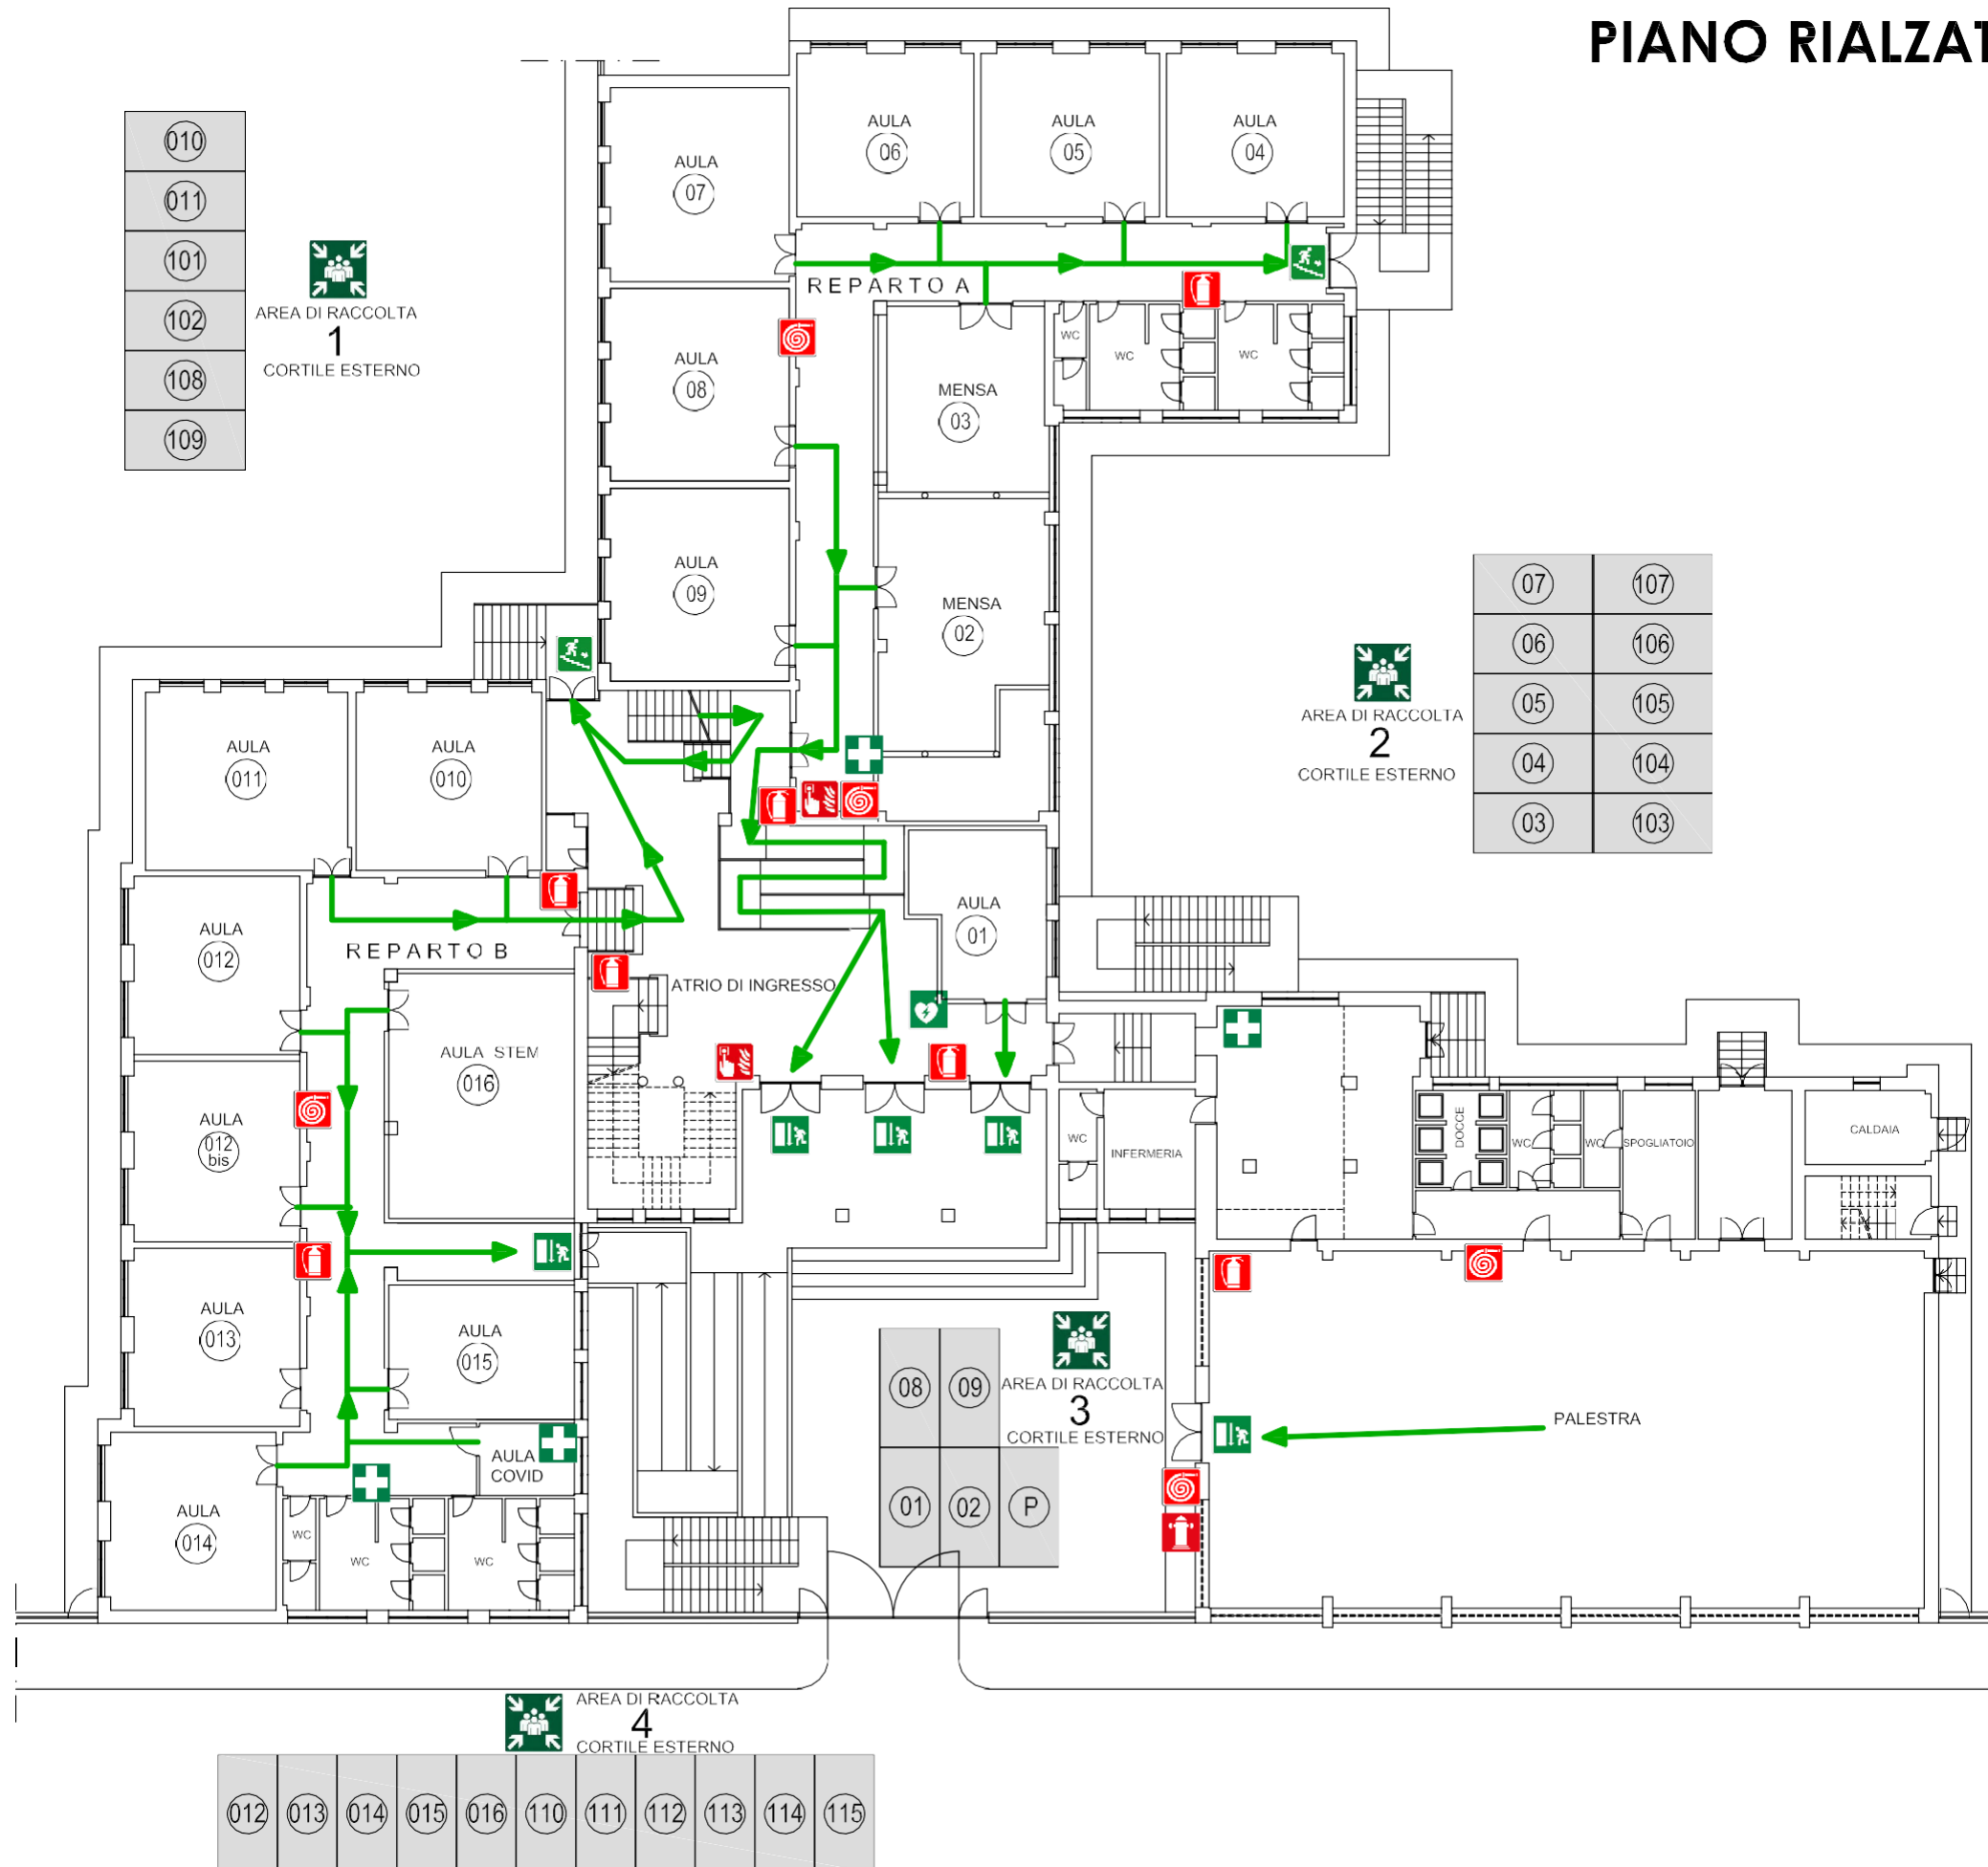 PIANO RIALZAT
010
011
101
102
108
109
AREA DI RACCOLTA
1
CORTILE ESTERNO
AULA
07
AULA
06
AULA
05
AULA
04
REPARTO A
AULA
08
MENSA
03
WC
WC
WC
AULA
09
MENSA
02
07
107
06
106
05
105
04
104
03
103
AREA DI RACCOLTA
2
CORTILE ESTERNO
AULA
011
AULA
010
AULA
012
REPARTO B
AULA
01
ATRIO DI INGRESSO
AULA STEM
016
AULA
012
bis
WC
INFERMERIA
DOCCE
WC
WC
SPOGLIATOIO
CALDAIA
AULA
013
AULA
015
AULA
COVID
AULA
014
WC
WC
WC
08
09
01
02
P
AREA DI RACCOLTA
3
CORTILE ESTERNO
PALESTRA
AREA DI RACCOLTA
4
CORTILE ESTERNO
012
013
014
015
016
110
111
112
113
114
115